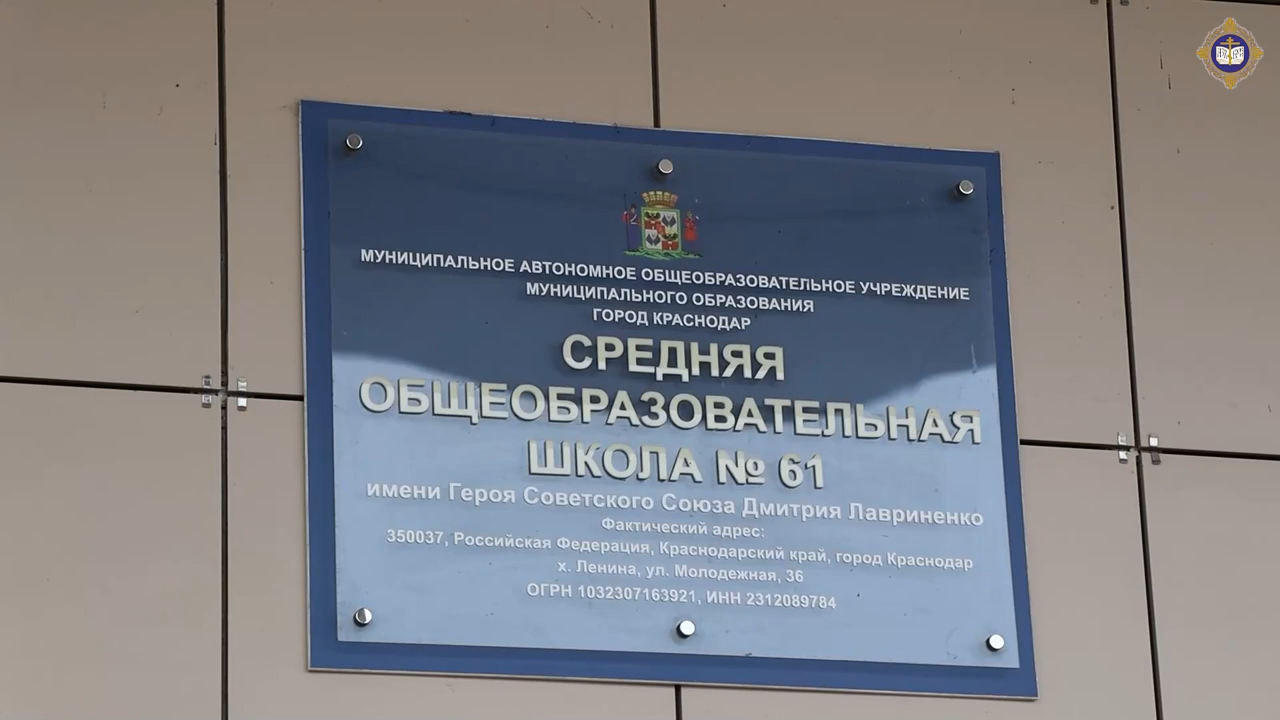 МУНИЦИПАЛЬНОЕ АВТОНОМНОЕ ОБЩЕОБРАЗОВАТЕЛЬНОЕ УЧРЕЖДЕНИЕ
МУНИЦИПАЛЬНОГО ОБРАЗОВАНИЯ
ГОРОД КРАСНОДАР
СРЕДНЯЯ
ОБЩЕОБРАЗОВАТЕЛЬНАЯ
ШКОЛА № 61
имени Героя Советского Союза Дмитрия Лавриненко
Фактический адрес:
350037, Российская Федерация, Краснодарский край, город Краснодар
х. Ленина, ул. Молодежная, 36
ОГРН 1032307163921, ИНН 2312089784